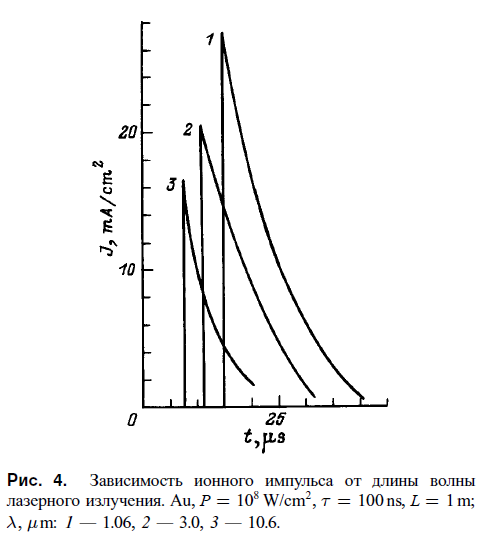 1
20
2
3
J, mA/cm²
10
0
25
t, μs
Рис. 4. Зависимость ионного импульса от длины волны
лазерного излучения. Au, P = 10⁸ W/cm², τ = 100 ns, L = 1 m;
λ, μm: 1 — 1.06, 2 — 3.0, 3 — 10.6.